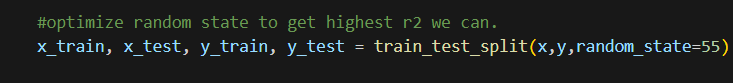 #optimize random state to get highest r2 we can.
x_train, x_test, y_train, y_test = train_test_split(x,y,random_state=55)